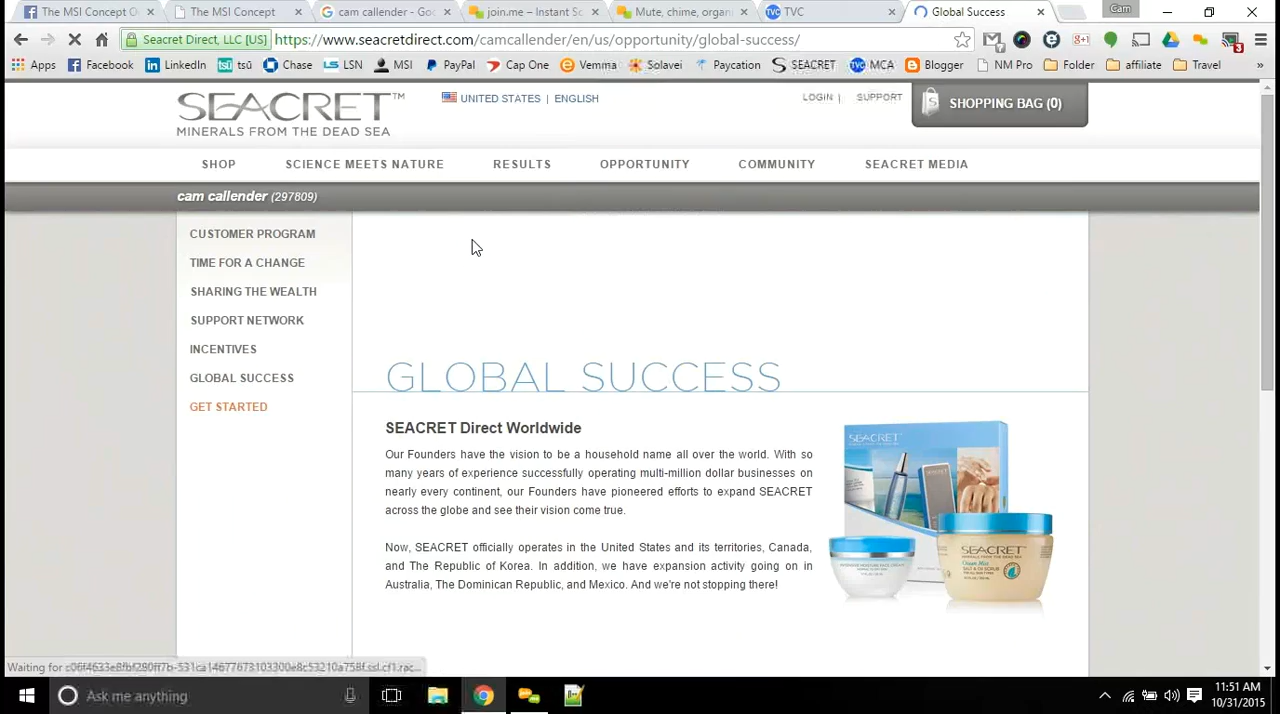 The MSI Concept O
The MSI Concept
cam callender - Goo
join.me – Instant Sc
Mute, chime, organi
TVC
Global Success
Cam
Seacret Direct, LLC [US]
https://www.seacretdirect.com/camcallender/en/us/opportunity/global-success/
Apps
Facebook
LinkedIn
tsū
Chase
LSN
MSI
PayPal
Cap One
Vemma
Solavei
Paycation
SEACRET
MCA
Blogger
NM Pro
Folder
affiliate
Travel
»
SEACRET™
MINERALS FROM THE DEAD SEA
UNITED STATES | ENGLISH
LOGIN | SUPPORT
SHOPPING BAG (0)
SHOP
SCIENCE MEETS NATURE
RESULTS
OPPORTUNITY
COMMUNITY
SEACRET MEDIA
cam callender (297809)
CUSTOMER PROGRAM
TIME FOR A CHANGE
SHARING THE WEALTH
SUPPORT NETWORK
INCENTIVES
GLOBAL SUCCESS
GET STARTED
GLOBAL SUCCESS
SEACRET Direct Worldwide
Our Founders have the vision to be a household name all over the world. With so
many years of experience successfully operating multi-million dollar businesses on
nearly every continent, our Founders have pioneered efforts to expand SEACRET
across the globe and see their vision come true.
Now, SEACRET officially operates in the United States and its territories, Canada,
and The Republic of Korea. In addition, we have expansion activity going on in
Australia, The Dominican Republic, and Mexico. And we're not stopping there!
SEACRET
SEACRET
Waiting for
Ask me anything
11:51 AM
10/31/2015